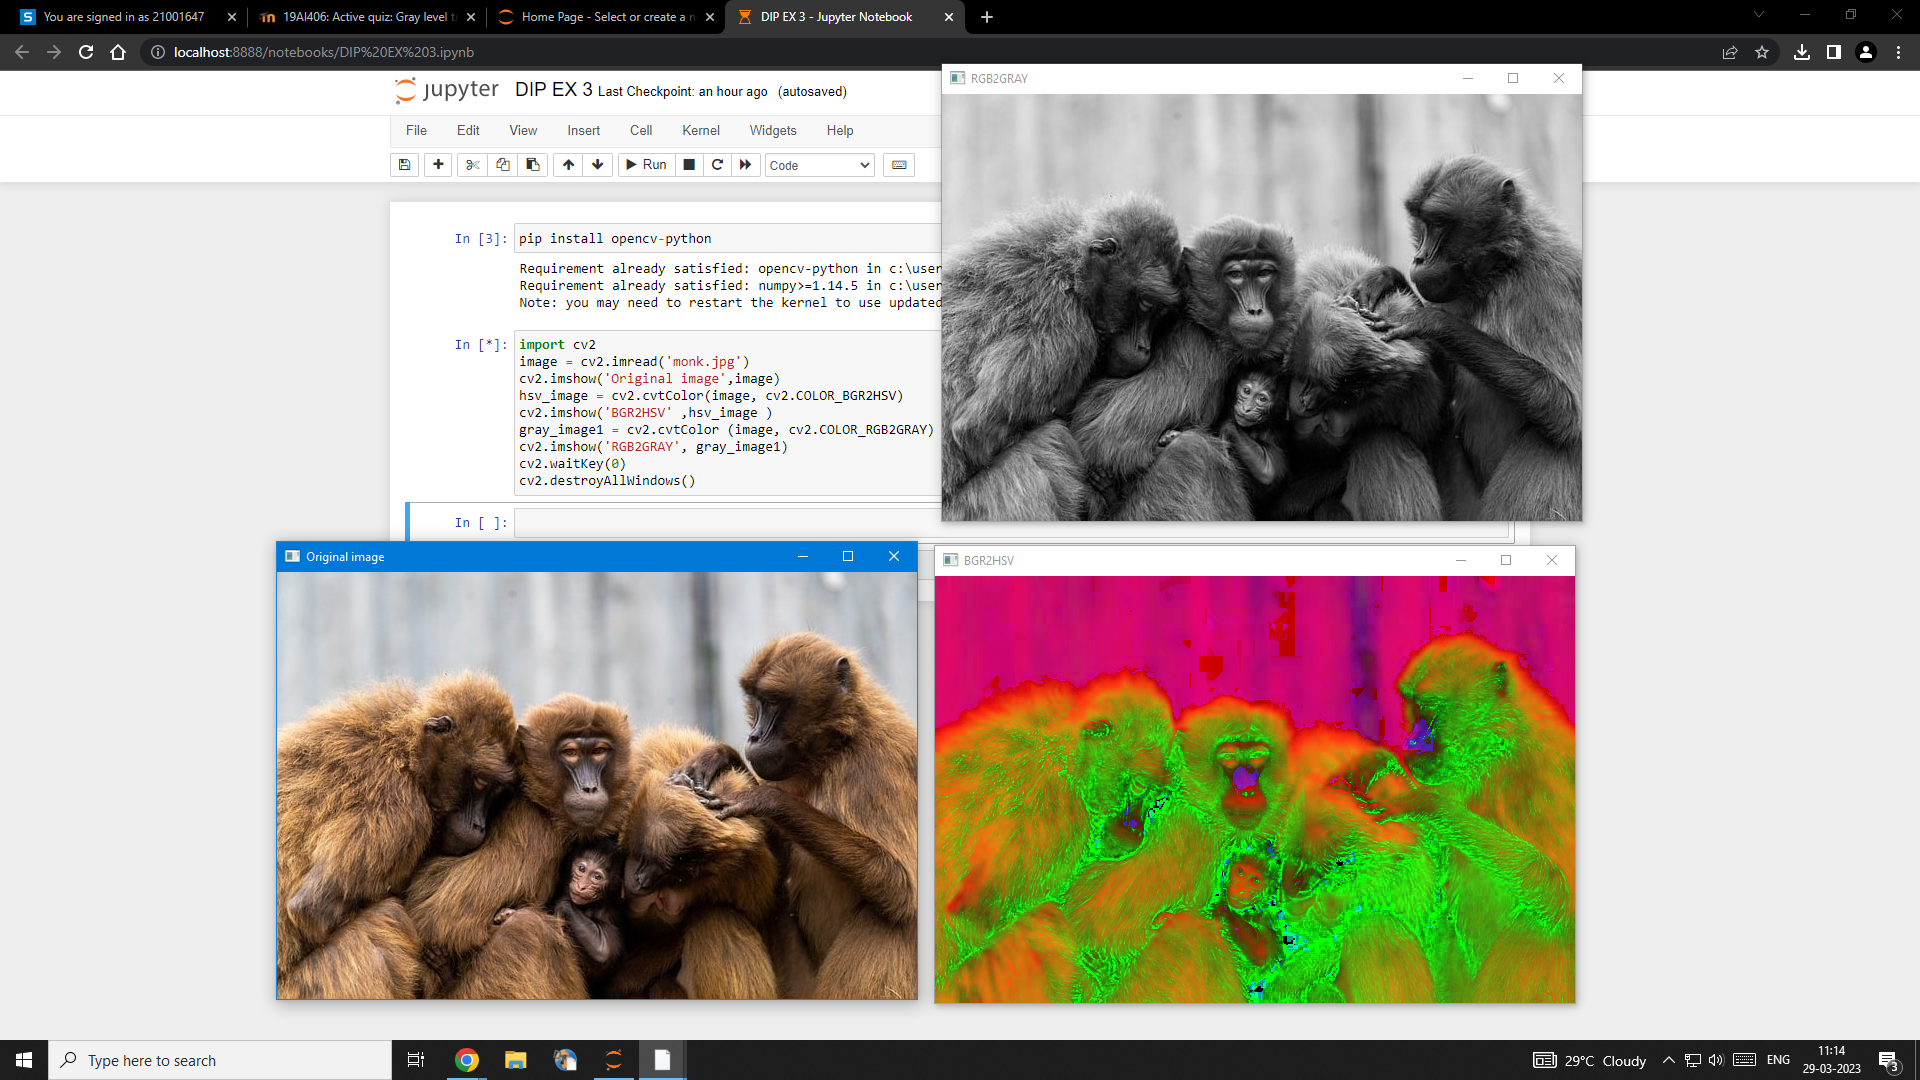 You are signed in as 21001647
19AI406: Active quiz: Gray level t
Home Page - Select or create a n
DIP EX 3 - Jupyter Notebook
localhost:8888/notebooks/DIP%20EX%203.ipynb
jupyter DIP EX 3 Last Checkpoint: an hour ago (autosaved)
File Edit View Insert Cell Kernel Widgets Help
Run Code
In [3]: pip install opencv-python
Requirement already satisfied: opencv-python in c:\user
Requirement already satisfied: numpy>=1.14.5 in c:\user
Note: you may need to restart the kernel to use updated
In [*]: import cv2
image = cv2.imread('monk.jpg')
cv2.imshow('Original image',image)
hsv_image = cv2.cvtColor(image, cv2.COLOR_BGR2HSV)
cv2.imshow('BGR2HSV' ,hsv_image )
gray_image1 = cv2.cvtColor (image, cv2.COLOR_RGB2GRAY)
cv2.imshow('RGB2GRAY', gray_image1)
cv2.waitKey(0)
cv2.destroyAllWindows()
In [ ]:
RGB2GRAY
Original image
BGR2HSV
Type here to search
29°C Cloudy
ENG
11:14
29-03-2023
3